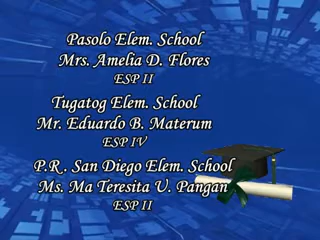 Pasolo Elem. School
Mrs. Amelia D. Flores
ESP II
Tugatog Elem. School
Mr. Eduardo B. Materum
ESP IV
P.R . San Diego Elem. School
Ms. Ma Teresita U. Pangan
ESP II